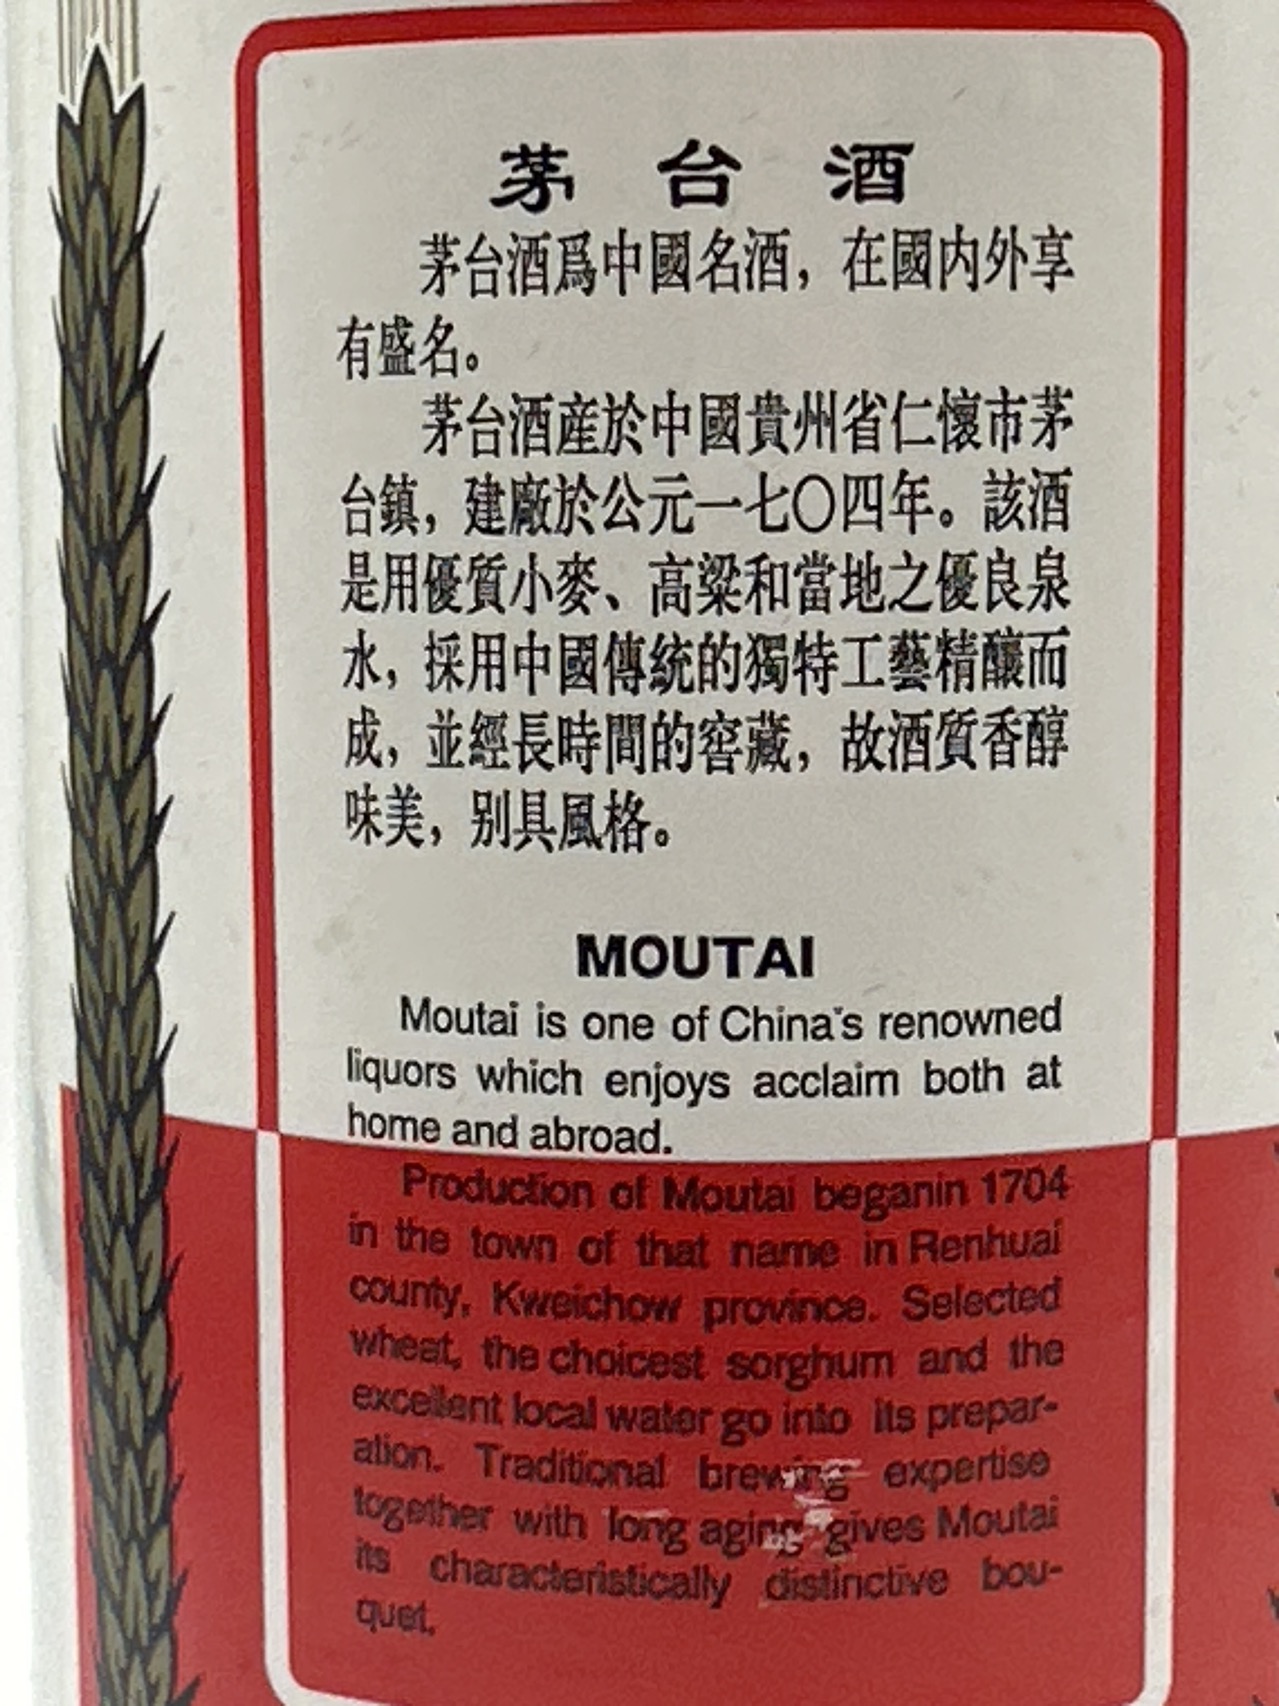 茅台酒
茅台酒爲中國名酒，在國内外享
有盛名。
茅台酒産於中國貴州省仁懷市茅
台鎮，建廠於公元一七〇四年。該酒
是用優質小麥、高粱和當地之優良泉
水，採用中國傳統的獨特工藝精釀而
成，並經長時間的窖藏，故酒質香醇
味美，别具風格。
MOUTAI
Moutai is one of China's renowned
liquors which enjoys acclaim both at
home and abroad.
Production of Moutai beganin 1704
in the town of that name in Renhuai
county, Kweichow province. Selected
wheat, the choicest sorghum and the
excellent local water go into its prepar-
ation. Traditional brewing expertise
together with long aging gives Moutai
its characteristically distinctive bou-
quet.